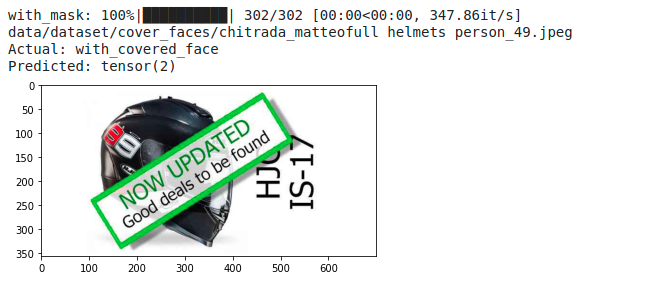 with_mask: 100%|██████████| 302/302 [00:00<00:00, 347.86it/s]
data/dataset/cover_faces/chitrada_matteofull helmets person_49.jpeg
Actual: with_covered_face
Predicted: tensor(2)
0
50
100
150
200
250
300
350
NOW UPDATED
Good deals to be found
IS-17
0 100 200 300 400 500 600